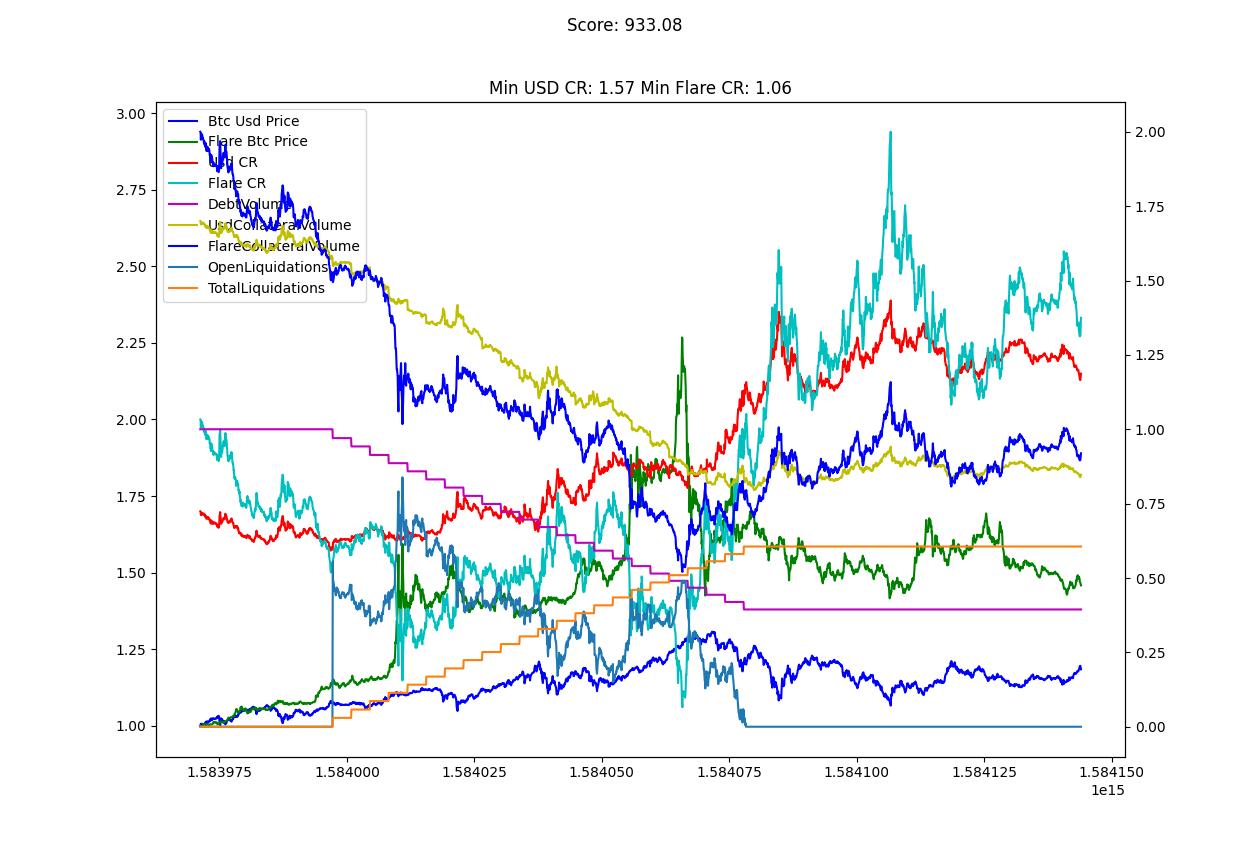 Score: 933.08
Min USD CR: 1.57 Min Flare CR: 1.06
3.00
2.75
2.50
2.25
2.00
1.75
1.50
1.25
1.00
Btc Usd Price
Flare Btc Price
Usd CR
Flare CR
DebtVolume
UsdCollateralVolume
FlareCollateralVolume
OpenLiquidations
TotalLiquidations
2.00
1.75
1.50
1.25
1.00
0.75
0.50
0.25
0.00
1.583975 1.584000 1.584025 1.584050 1.584075 1.584100 1.584125 1.584150
1e15